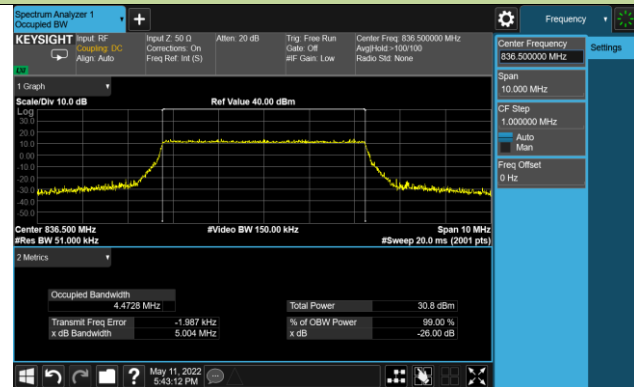 Spectrum Analyzer 1
Occupied BW
Frequency
KEYSIGHT
Input: RF
Coupling: DC
Align: Auto
Input Z: 50 Ω
Corrections: On
Freq Ref: Int (S)
Atten: 20 dB
Trig: Free Run
Gate: Off
#IF Gain: Low
Center Freq: 836.500000 MHz
Avg|Hold:>100/100
Radio Std: None
LXI
Center Frequency
836.500000 MHz
Settings
Span
10.000 MHz
CF Step
1.000000 MHz
Auto
Man
Freq Offset
0 Hz
1 Graph
Scale/Div 10.0 dB
Ref Value 40.00 dBm
Log
30.0
20.0
10.0
0.00
-10.0
-20.0
-30.0
-40.0
-50.0
Center 836.500 MHz
#Video BW 150.00 kHz
Span 10 MHz
#Res BW 51.000 kHz
#Sweep 20.0 ms (2001 pts)
2 Metrics
Occupied Bandwidth
4.4728 MHz
Total Power
30.8 dBm
Transmit Freq Error
-1.987 kHz
% of OBW Power
99.00 %
x dB Bandwidth
5.004 MHz
x dB
-26.00 dB
May 11, 2022
5:43:12 PM